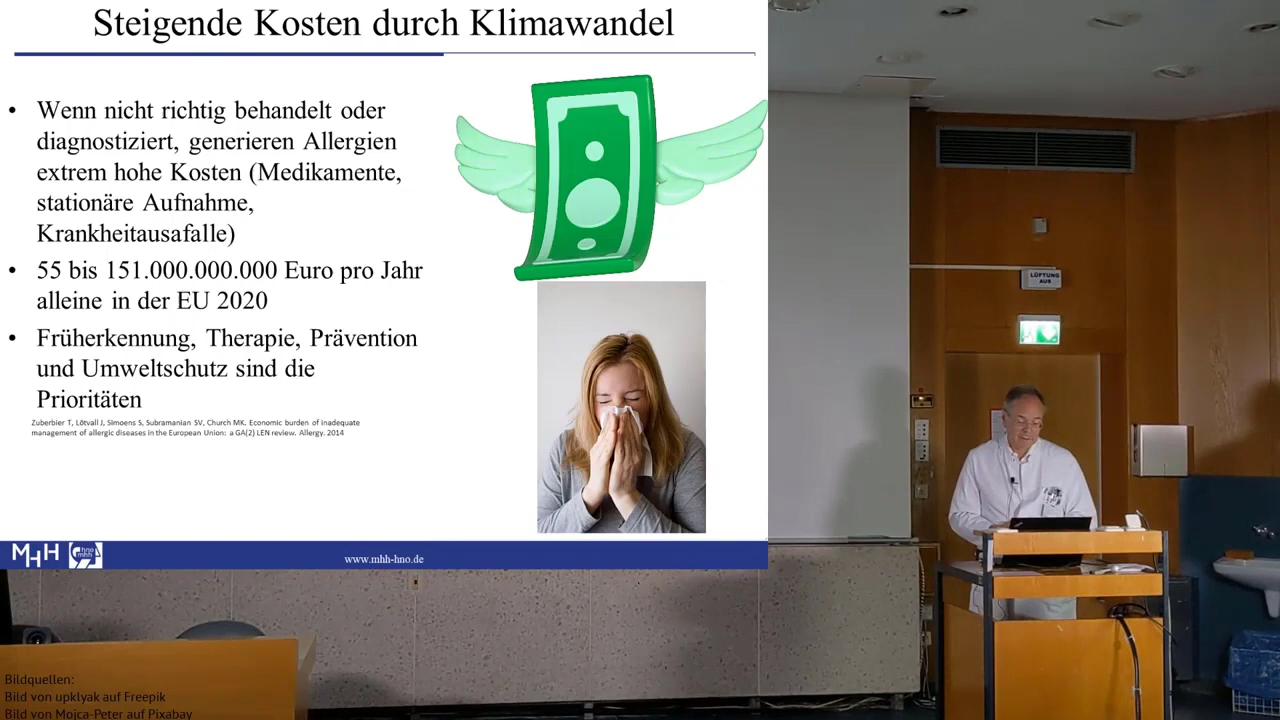 Steigende Kosten durch Klimawandel
• Wenn nicht richtig behandelt oder
diagnostiziert, generieren Allergien
extrem hohe Kosten (Medikamente,
stationäre Aufnahme,
Krankheitausafalle)
• 55 bis 151.000.000.000 Euro pro Jahr
alleine in der EU 2020
• Früherkennung, Therapie, Prävention
und Umweltschutz sind die
Prioritäten
Zuberbier T, Lötvall J, Simoens S, Subramanian SV, Church MK. Economic burden of inadequate
management of allergic diseases in the European Union: a GA(2) LEN review. Allergy. 2014
MHH hno mhh
www.mhh-hno.de
LÜFTUNG
AUS
Bildquellen:
Bild von upklyak auf Freepik
Bild von Mojca-Peter auf Pixabay